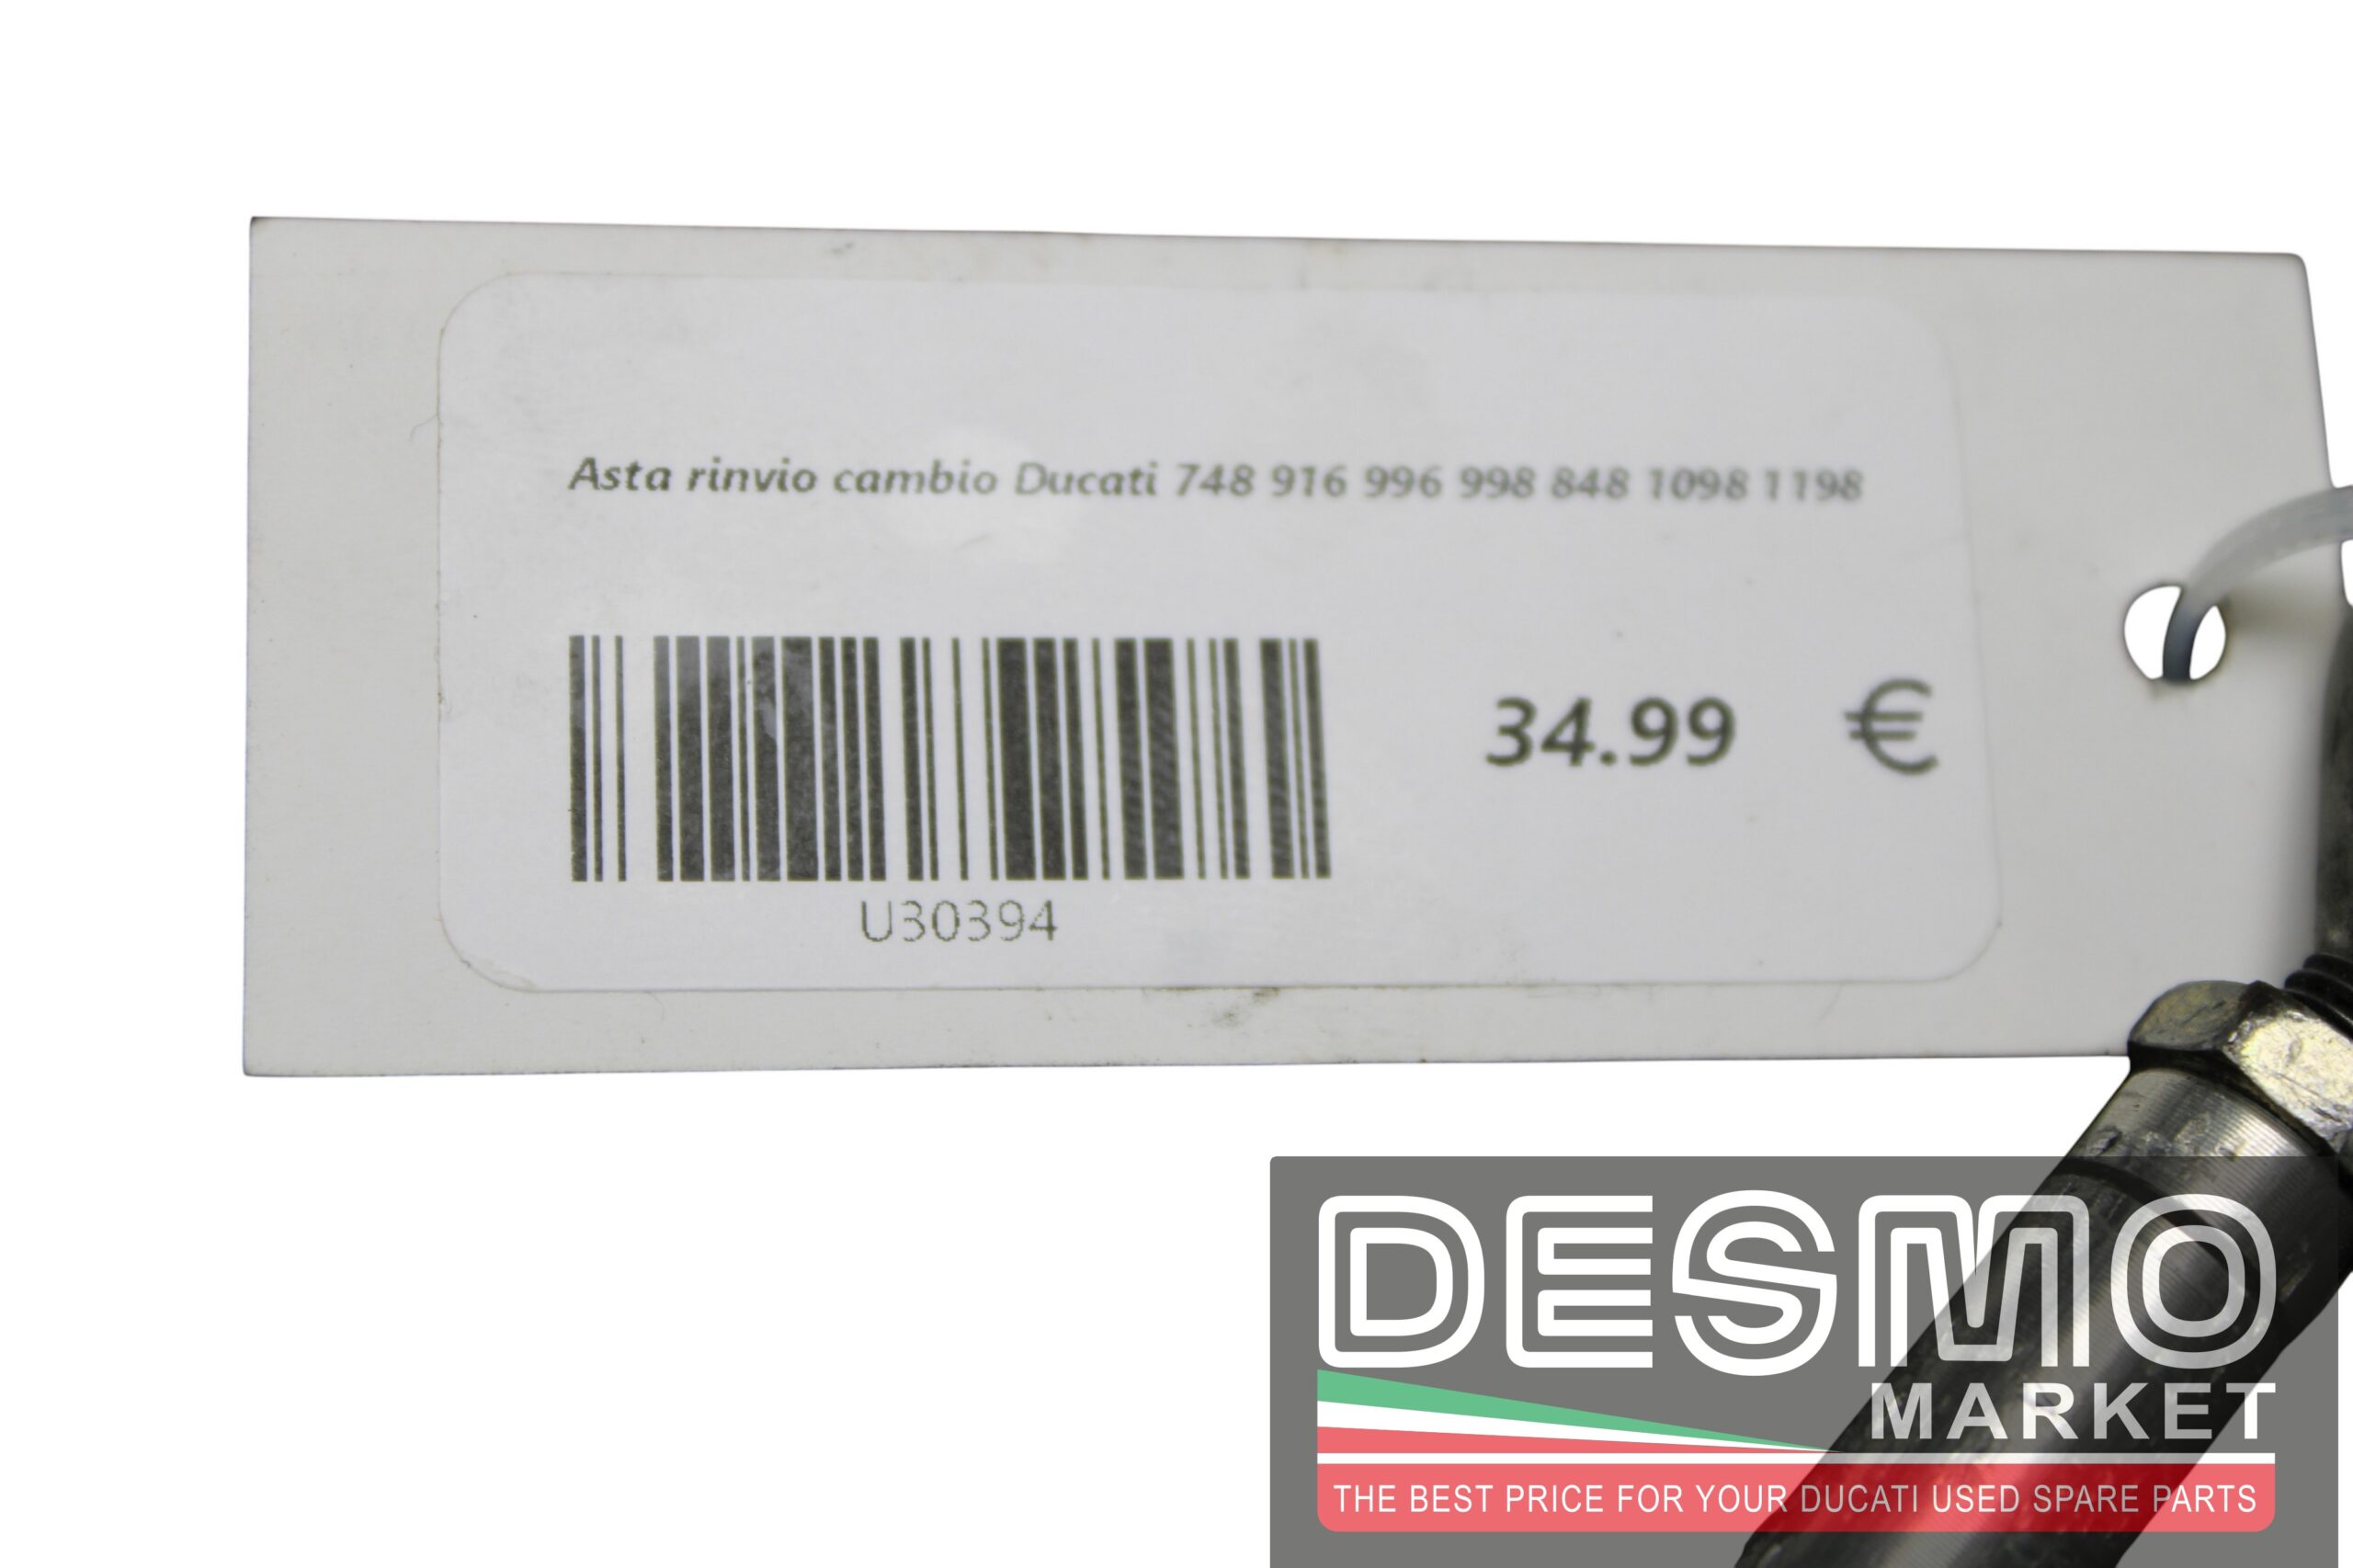 Asta rinvio cambio Ducati 748 916 996 998 848 1098 1198
34.99 €
U30394
DESMO
MARKET
THE BEST PRICE FOR YOUR DUCATI USED SPARE PARTS